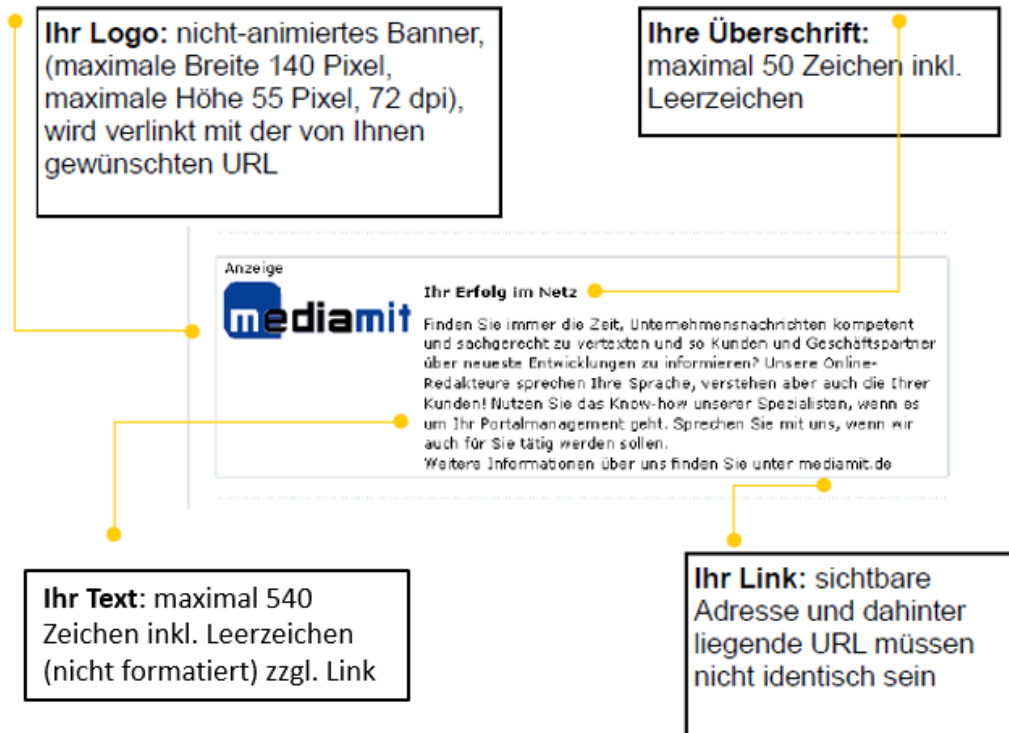 Ihr Logo: nicht-animiertes Banner,
(maximale Breite 140 Pixel,
maximale Höhe 55 Pixel, 72 dpi),
wird verlinkt mit der von Ihnen
gewünschten URL
Ihre Überschrift:
maximal 50 Zeichen inkl.
Leerzeichen
Anzeige
mediamit
Ihr Erfolg im Netz
Finden Sie immer die Zeit, Unternehmensnachrichten kompetent
und sachgerecht zu vertexten und so Kunden und Geschäftspartner
über neueste Entwicklungen zu informieren? Unsere Online-
Redakteure sprechen Ihre Sprache, verstehen aber auch die Ihrer
Kunden! Nutzen Sie das Know-how unserer Spezialisten, wenn es
um Ihr Portalmanagement geht. Sprechen Sie mit uns, wenn wir
auch für Sie tätig werden sollen.
Weitere Informationen über uns finden Sie unter mediamit.de
Ihr Text: maximal 540
Zeichen inkl. Leerzeichen
(nicht formatiert) zzgl. Link
Ihr Link: sichtbare
Adresse und dahinter
liegende URL müssen
nicht identisch sein